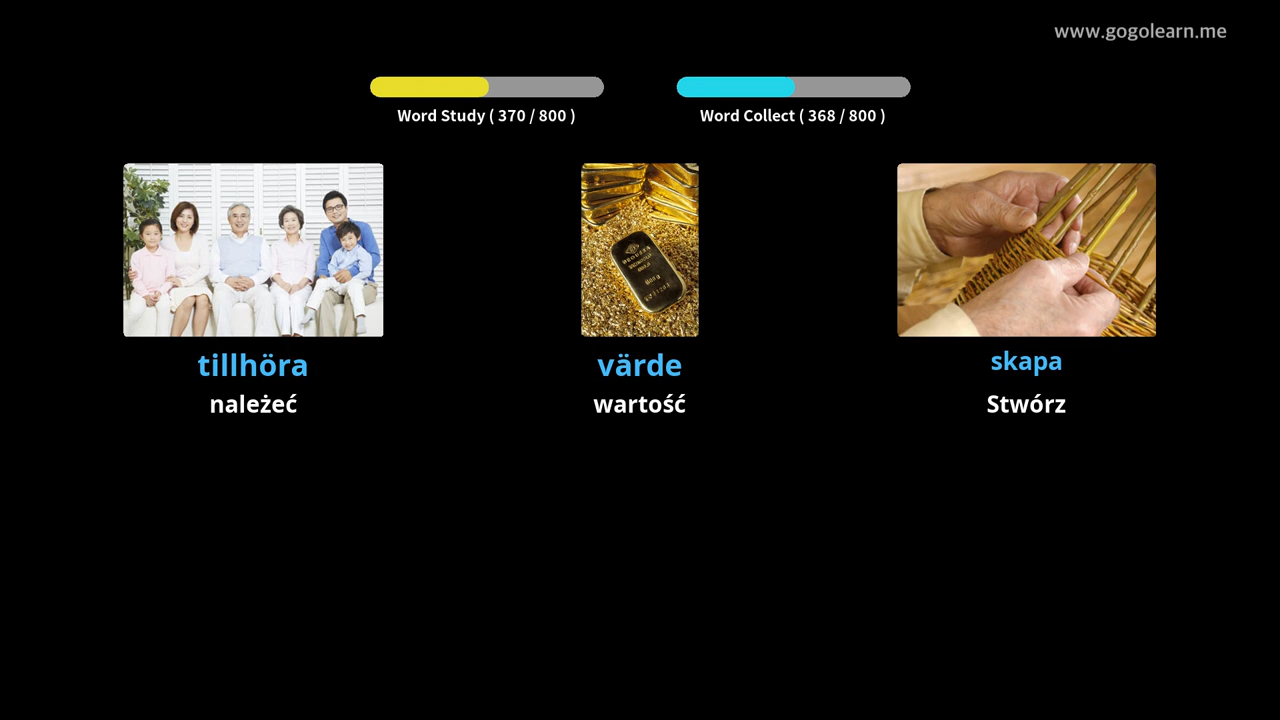 www.gogolearn.me
Word Study ( 370 / 800 )
Word Collect ( 368 / 800 )
tillhöra
värde
skapa
należeć
wartość
Stwórz